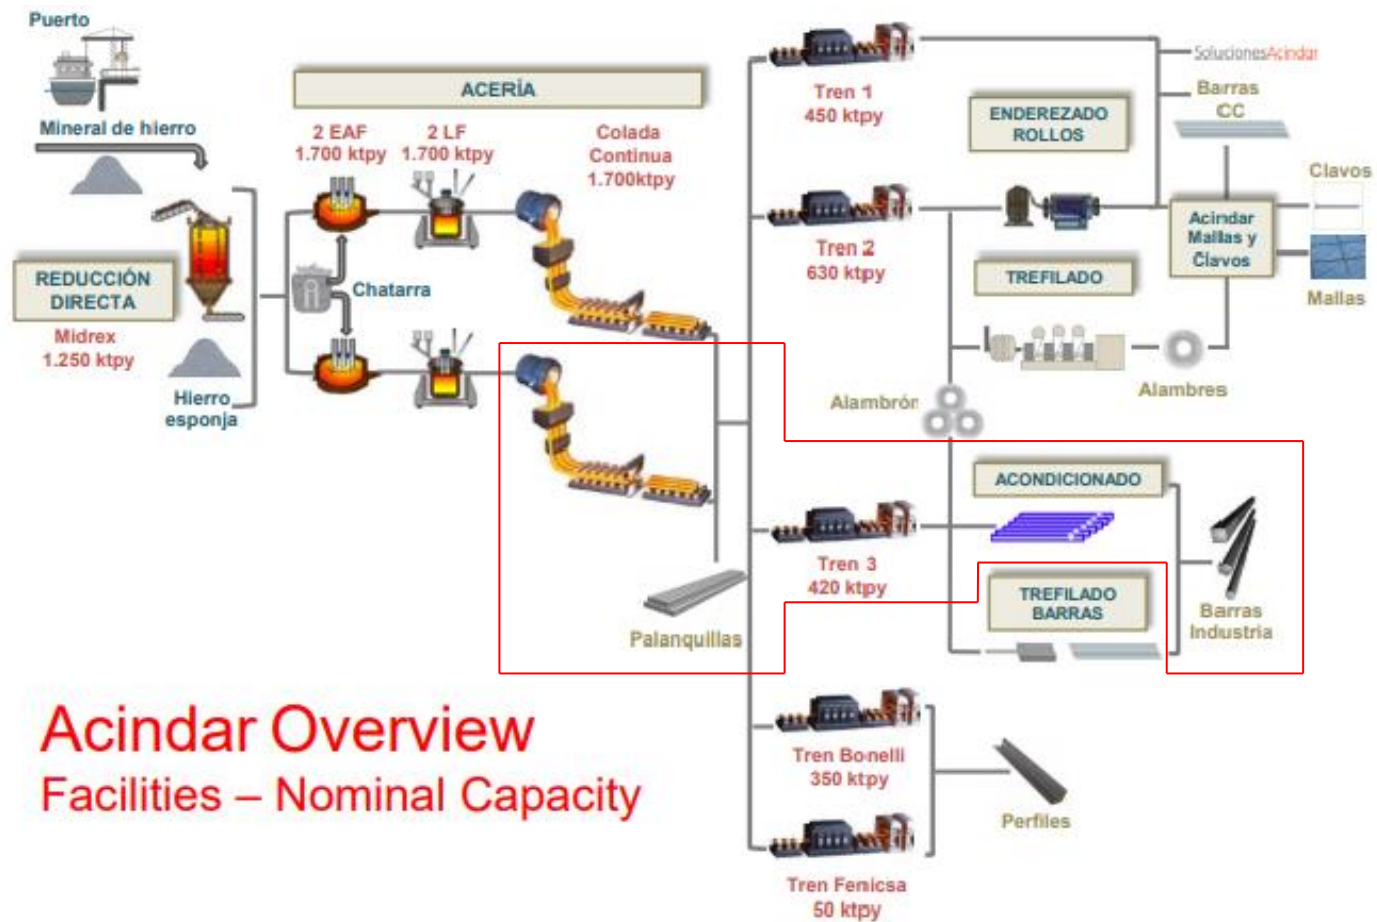 Puerto
Mineral de hierro
REDUCCIÓN
DIRECTA
Midrex
1.250 ktpy
Hierro
esponja
ACERÍA
2 EAF
1.700 ktpy
2 LF
1.700 ktpy
Colada
Continua
1.700ktpy
Chatarra
Palanquillas
Tren 1
450 ktpy
Tren 2
630 ktpy
Tren 3
420 ktpy
Tren Bonelli
350 ktpy
Tren Fenicsa
50 ktpy
ENDEREZADO
ROLLOS
TREFILADO
Alambrón
Alambres
ACONDICIONADO
TREFILADO
BARRAS
SolucionesAcindar
Barras
CC
Acindar
Mallas y
Clavos
Clavos
Mallas
Barras
Industria
Perfiles
Acindar Overview
Facilities – Nominal Capacity